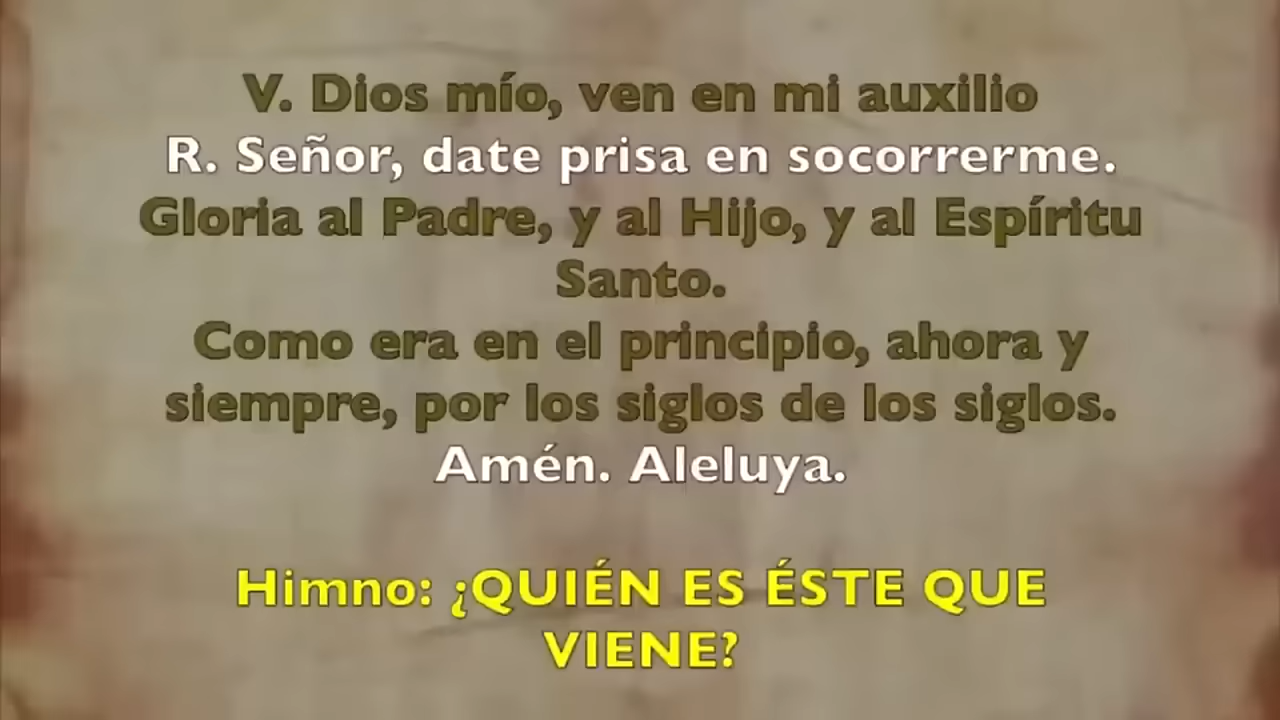 V. Dios mío, ven en mi auxilio
R. Señor, date prisa en socorrerme.
Gloria al Padre, y al Hijo, y al Espíritu
Santo.
Como era en el principio, ahora y
siempre, por los siglos de los siglos.
Amén. Aleluya.
Himno: ¿QUIÉN ES ÉSTE QUE
VIENE?